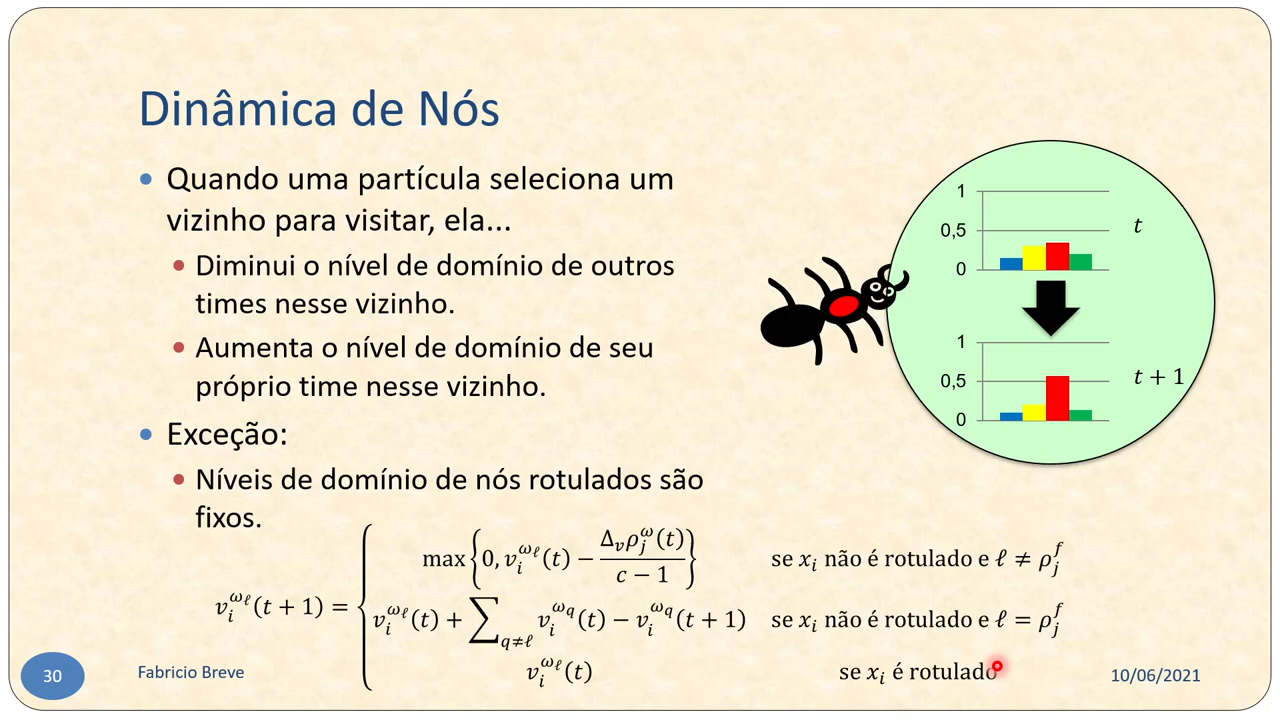 Dinâmica de Nós
Quando uma partícula seleciona um
vizinho para visitar, ela...
Diminui o nível de domínio de outros
times nesse vizinho.
Aumenta o nível de domínio de seu
próprio time nesse vizinho.
Exceção:
Níveis de domínio de nós rotulados são
fixos.
1
0,5
0
t
1
0,5
0
t + 1
v_i^{ω_ℓ}(t + 1) =
max{0, v_i^{ω_ℓ}(t) − \frac{Δ_v ρ_j^ω(t)}{c − 1}} se x_i não é rotulado e ℓ ≠ ρ_j^f
v_i^{ω_ℓ}(t) + ∑_{q≠ℓ} v_i^{ω_q}(t) − v_i^{ω_q}(t + 1) se x_i não é rotulado e ℓ = ρ_j^f
v_i^{ω_ℓ}(t) se x_i é rotulado
30
Fabricio Breve
10/06/2021